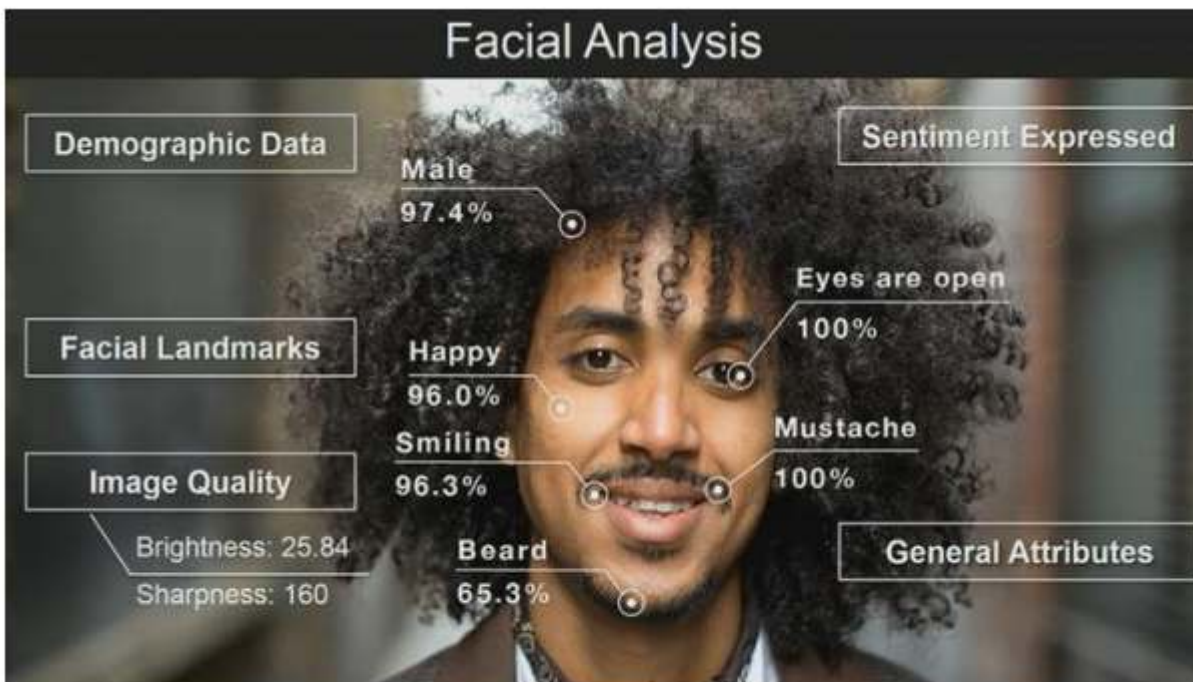 Facial Analysis
Demographic Data
Sentiment Expressed
Male
97.4%
Eyes are open
100%
Facial Landmarks
Happy
96.0%
Smiling
96.3%
Mustache
100%
Image Quality
Brightness: 25.84
Sharpness: 160
Beard
65.3%
General Attributes